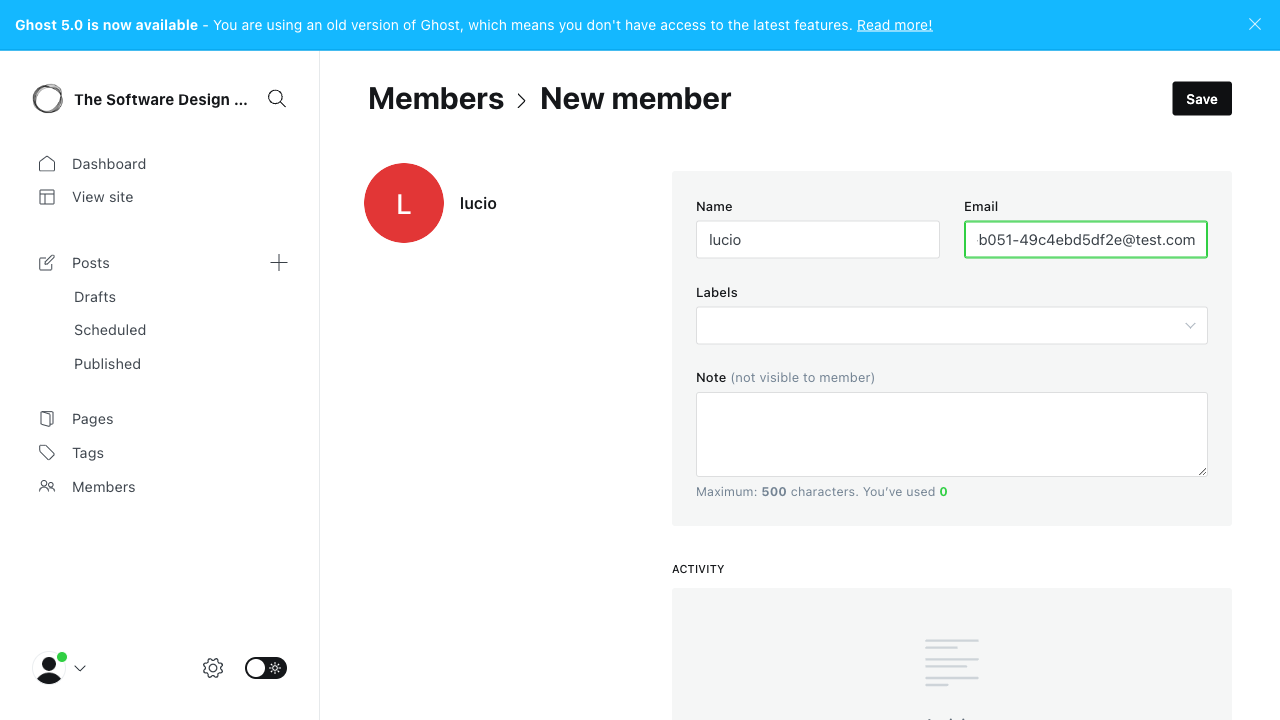 Ghost 5.0 is now available - You are using an old version of Ghost, which means you don't have access to the latest features. Read more!
The Software Design ...
Dashboard
View site
Posts
Drafts
Scheduled
Published
Pages
Tags
Members
Members > New member
Save
L
lucio
Name
lucio
Email
b051-49c4ebd5df2e@test.com
Labels
Note (not visible to member)
Maximum: 500 characters. You've used 0
ACTIVITY